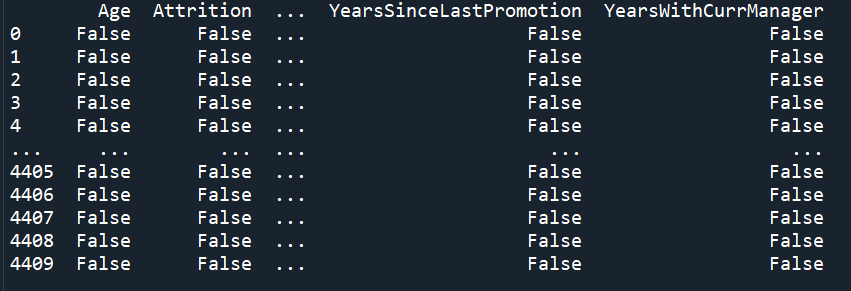 Age Attrition ... YearsSinceLastPromotion YearsWithCurrManager
0 False False ... False False
1 False False ... False False
2 False False ... False False
3 False False ... False False
4 False False ... False False
... ... ... ... ... ...
4405 False False ... False False
4406 False False ... False False
4407 False False ... False False
4408 False False ... False False
4409 False False ... False False